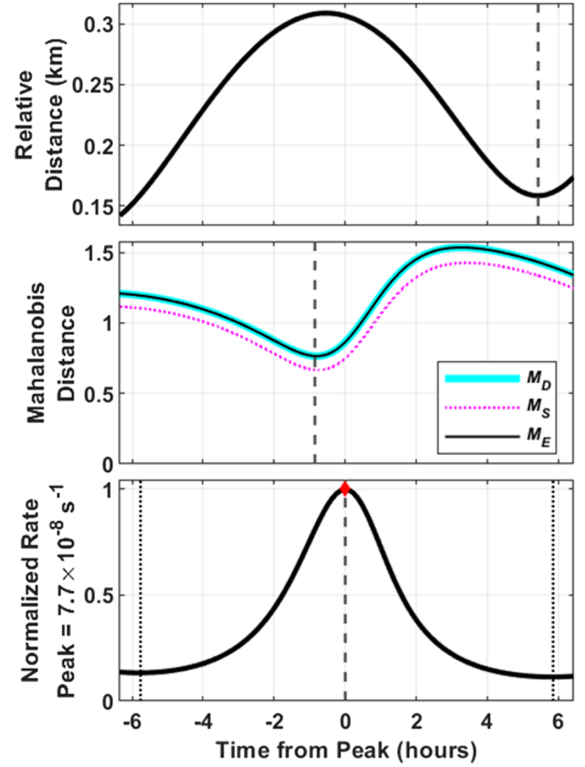 Relative
Distance (km)
0.3
0.25
0.2
0.15
Mahalanobis
Distance
1.5
1
0.5
0
M_D
M_S
M_E
Normalized Rate
Peak = 7.7×10⁻⁸ s⁻¹
1
0.5
0
-6 -4 -2 0 2 4 6
Time from Peak (hours)